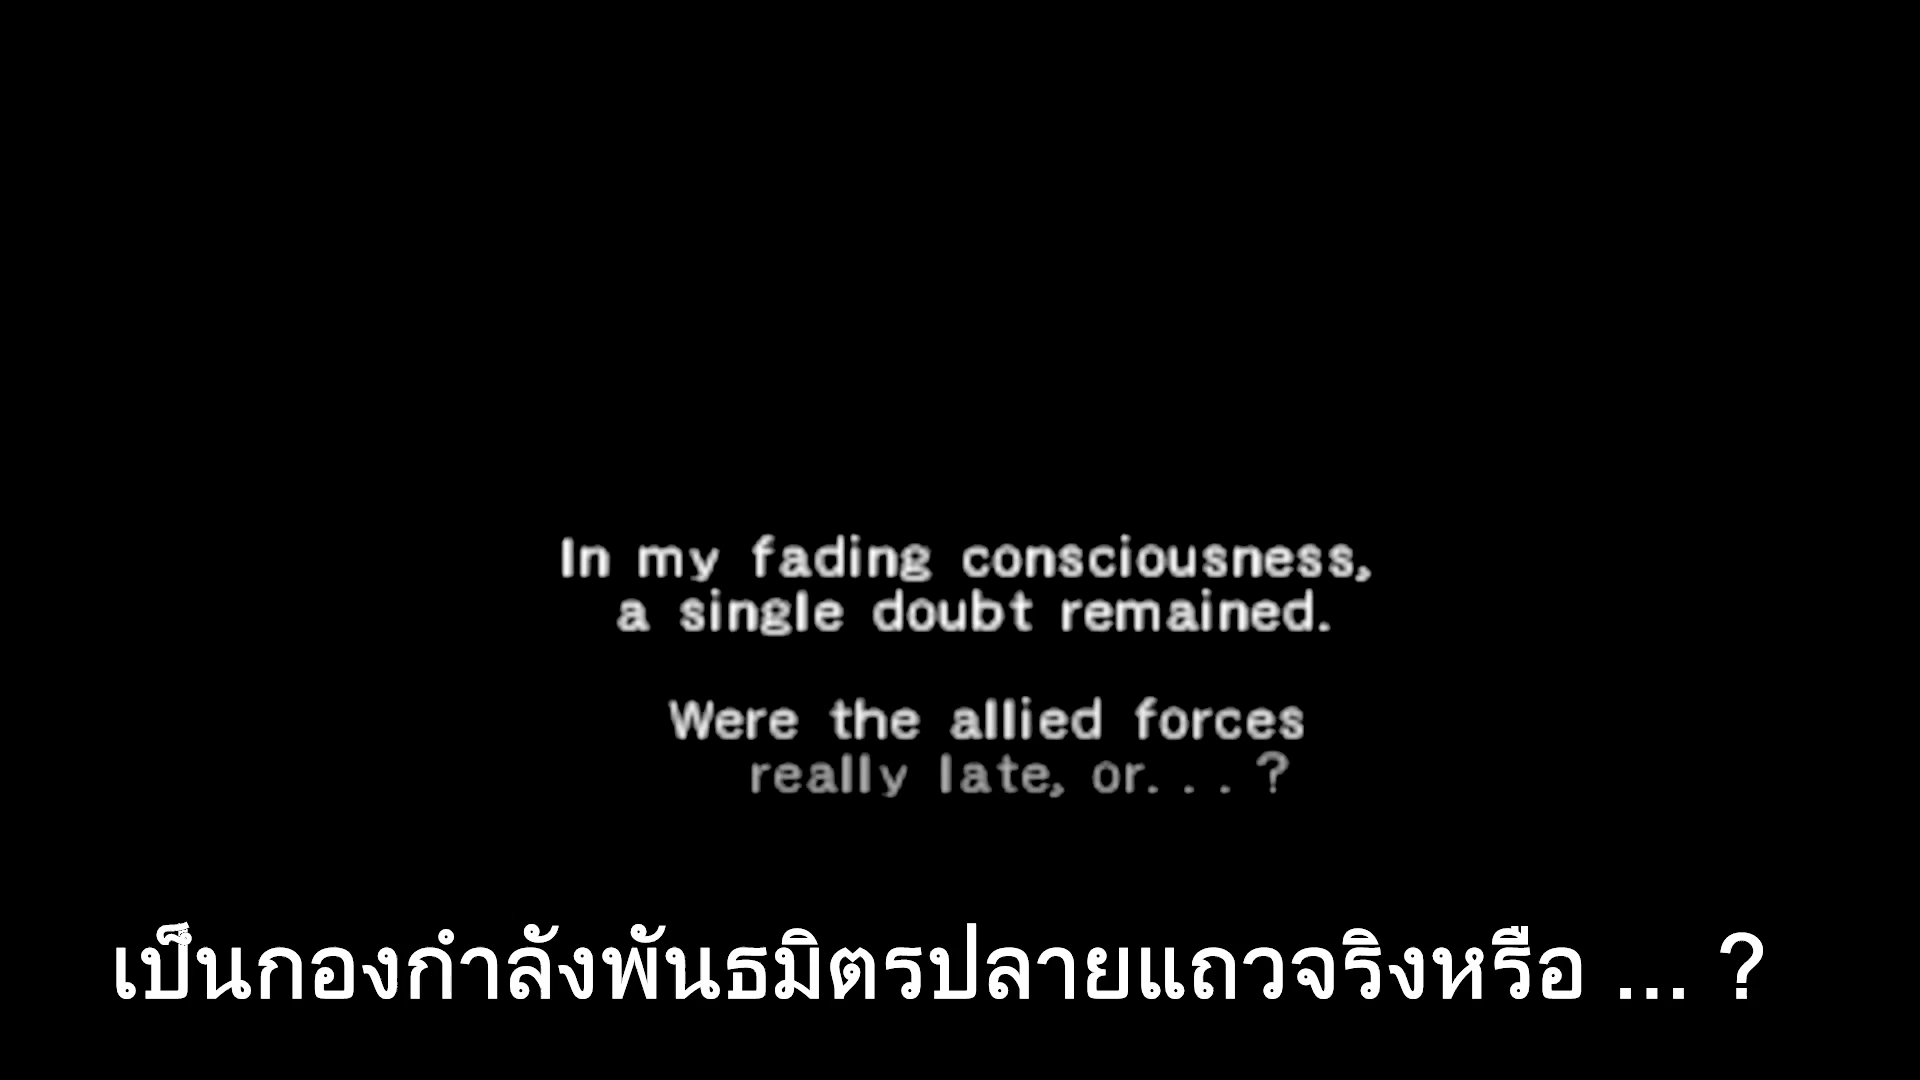 In my fading consciousness,
a single doubt remained.
Were the allied forces
really late, or. . . ?
เป็นกองกำลังพันธมิตรปลายแถวจริงหรือ ... ?